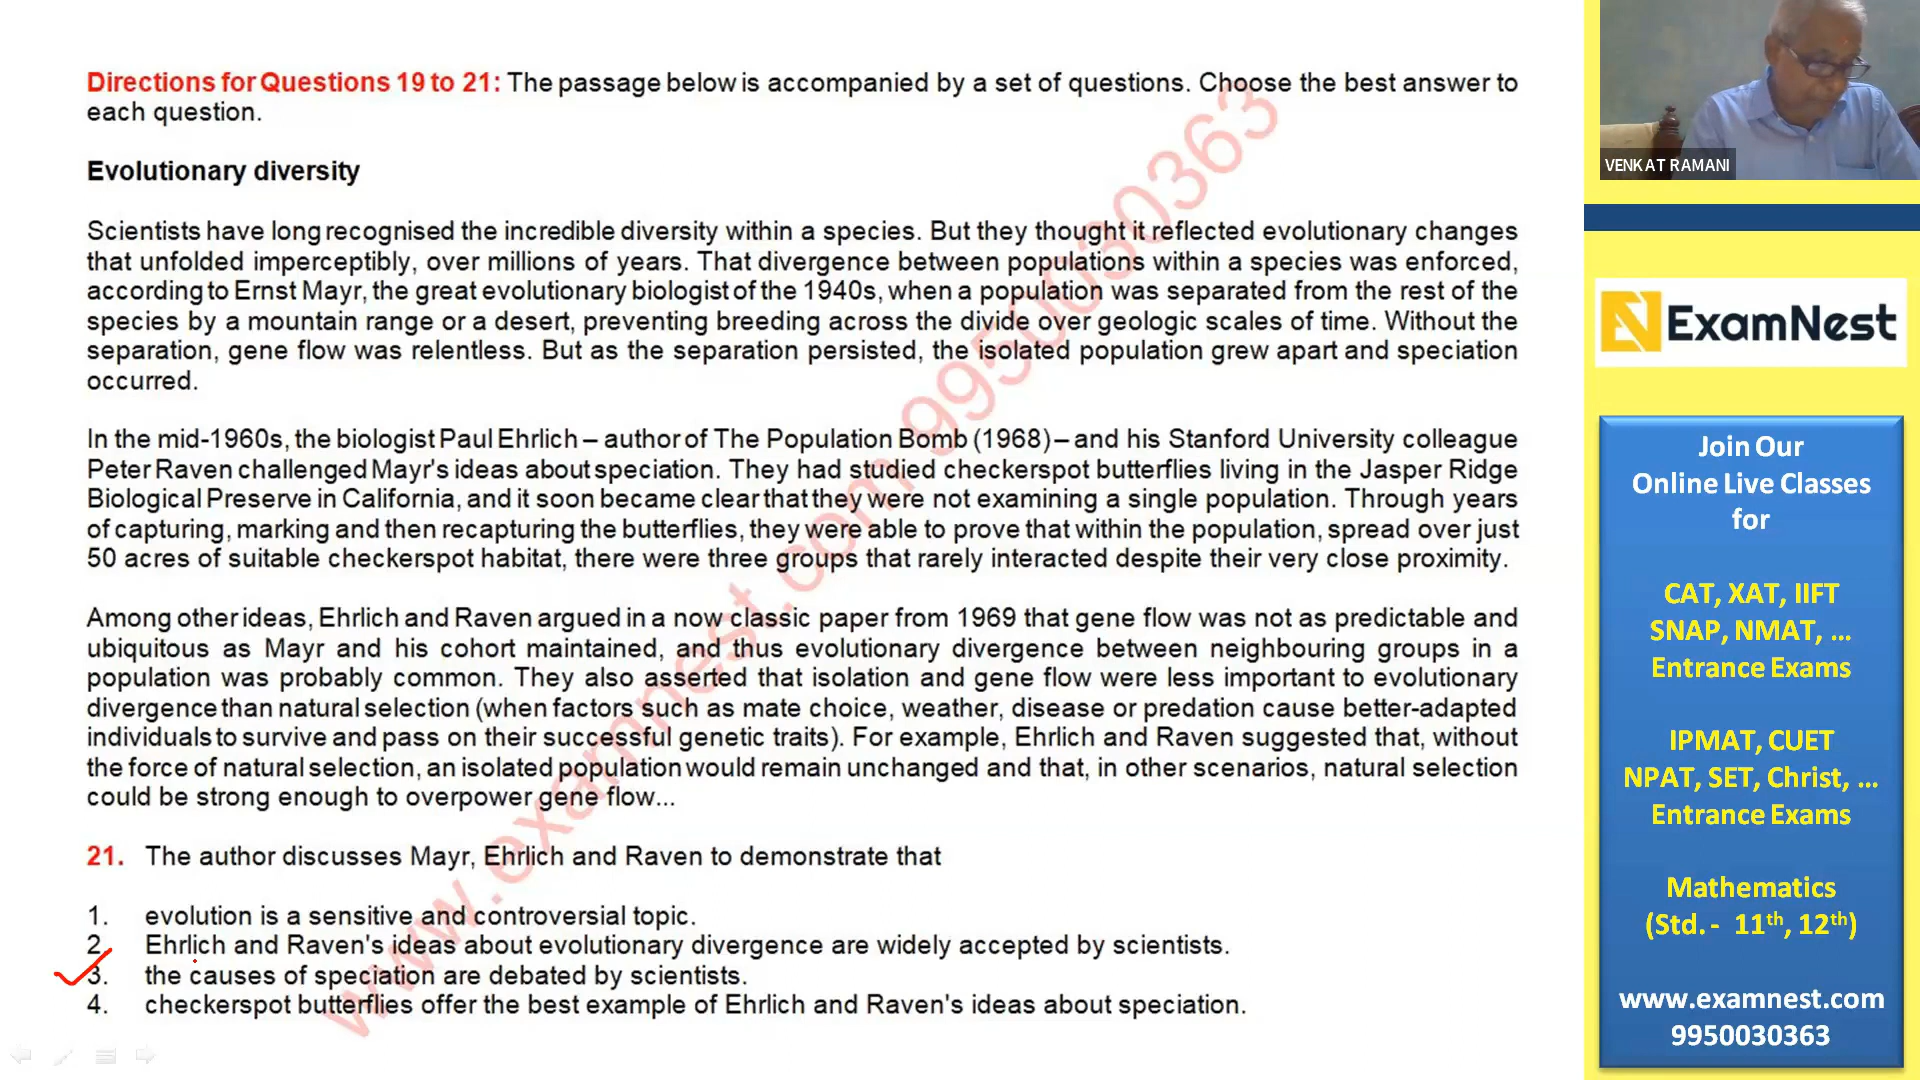 Directions for Questions 19 to 21: The passage below is accompanied by a set of questions. Choose the best answer to
each question.
Evolutionary diversity
Scientists have long recognised the incredible diversity within a species. But they thought it reflected evolutionary changes
that unfolded imperceptibly, over millions of years. That divergence between populations within a species was enforced,
according to Ernst Mayr, the great evolutionary biologist of the 1940s, when a population was separated from the rest of the
species by a mountain range or a desert, preventing breeding across the divide over geologic scales of time. Without the
separation, gene flow was relentless. But as the separation persisted, the isolated population grew apart and speciation
occurred.
In the mid-1960s, the biologist Paul Ehrlich – author of The Population Bomb (1968) – and his Stanford University colleague
Peter Raven challenged Mayr's ideas about speciation. They had studied checkerspot butterflies living in the Jasper Ridge
Biological Preserve in California, and it soon became clear that they were not examining a single population. Through years
of capturing, marking and then recapturing the butterflies, they were able to prove that within the population, spread over just
50 acres of suitable checkerspot habitat, there were three groups that rarely interacted despite their very close proximity.
Among other ideas, Ehrlich and Raven argued in a now classic paper from 1969 that gene flow was not as predictable and
ubiquitous as Mayr and his cohort maintained, and thus evolutionary divergence between neighbouring groups in a
population was probably common. They also asserted that isolation and gene flow were less important to evolutionary
divergence than natural selection (when factors such as mate choice, weather, disease or predation cause better-adapted
individuals to survive and pass on their successful genetic traits). For example, Ehrlich and Raven suggested that, without
the force of natural selection, an isolated population would remain unchanged and that, in other scenarios, natural selection
could be strong enough to overpower gene flow...
21. The author discusses Mayr, Ehrlich and Raven to demonstrate that
1. evolution is a sensitive and controversial topic.
2. Ehrlich and Raven's ideas about evolutionary divergence are widely accepted by scientists.
3. the causes of speciation are debated by scientists.
4. checkerspot butterflies offer the best example of Ehrlich and Raven's ideas about speciation.
www.examnest.com 9950030363
VENKAT RAMANI
ExamNest
Join Our
Online Live Classes
for
CAT, XAT, IIFT
SNAP, NMAT, ...
Entrance Exams
IPMAT, CUET
NPAT, SET, Christ, ...
Entrance Exams
Mathematics
(Std. - 11th, 12th)
www.examnest.com
9950030363